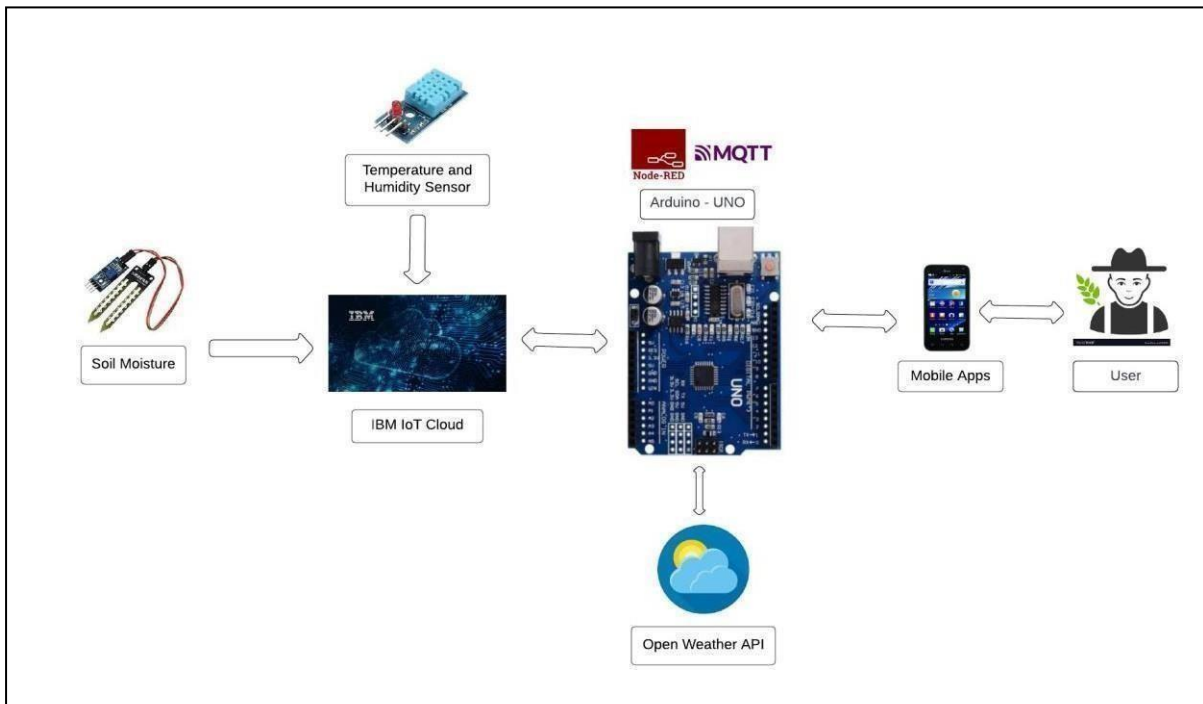 Temperature and
Humidity Sensor
Node-RED
MQTT
Arduino - UNO
Soil Moisture
IBM
IBM IoT Cloud
UNO
Mobile Apps
User
Open Weather API